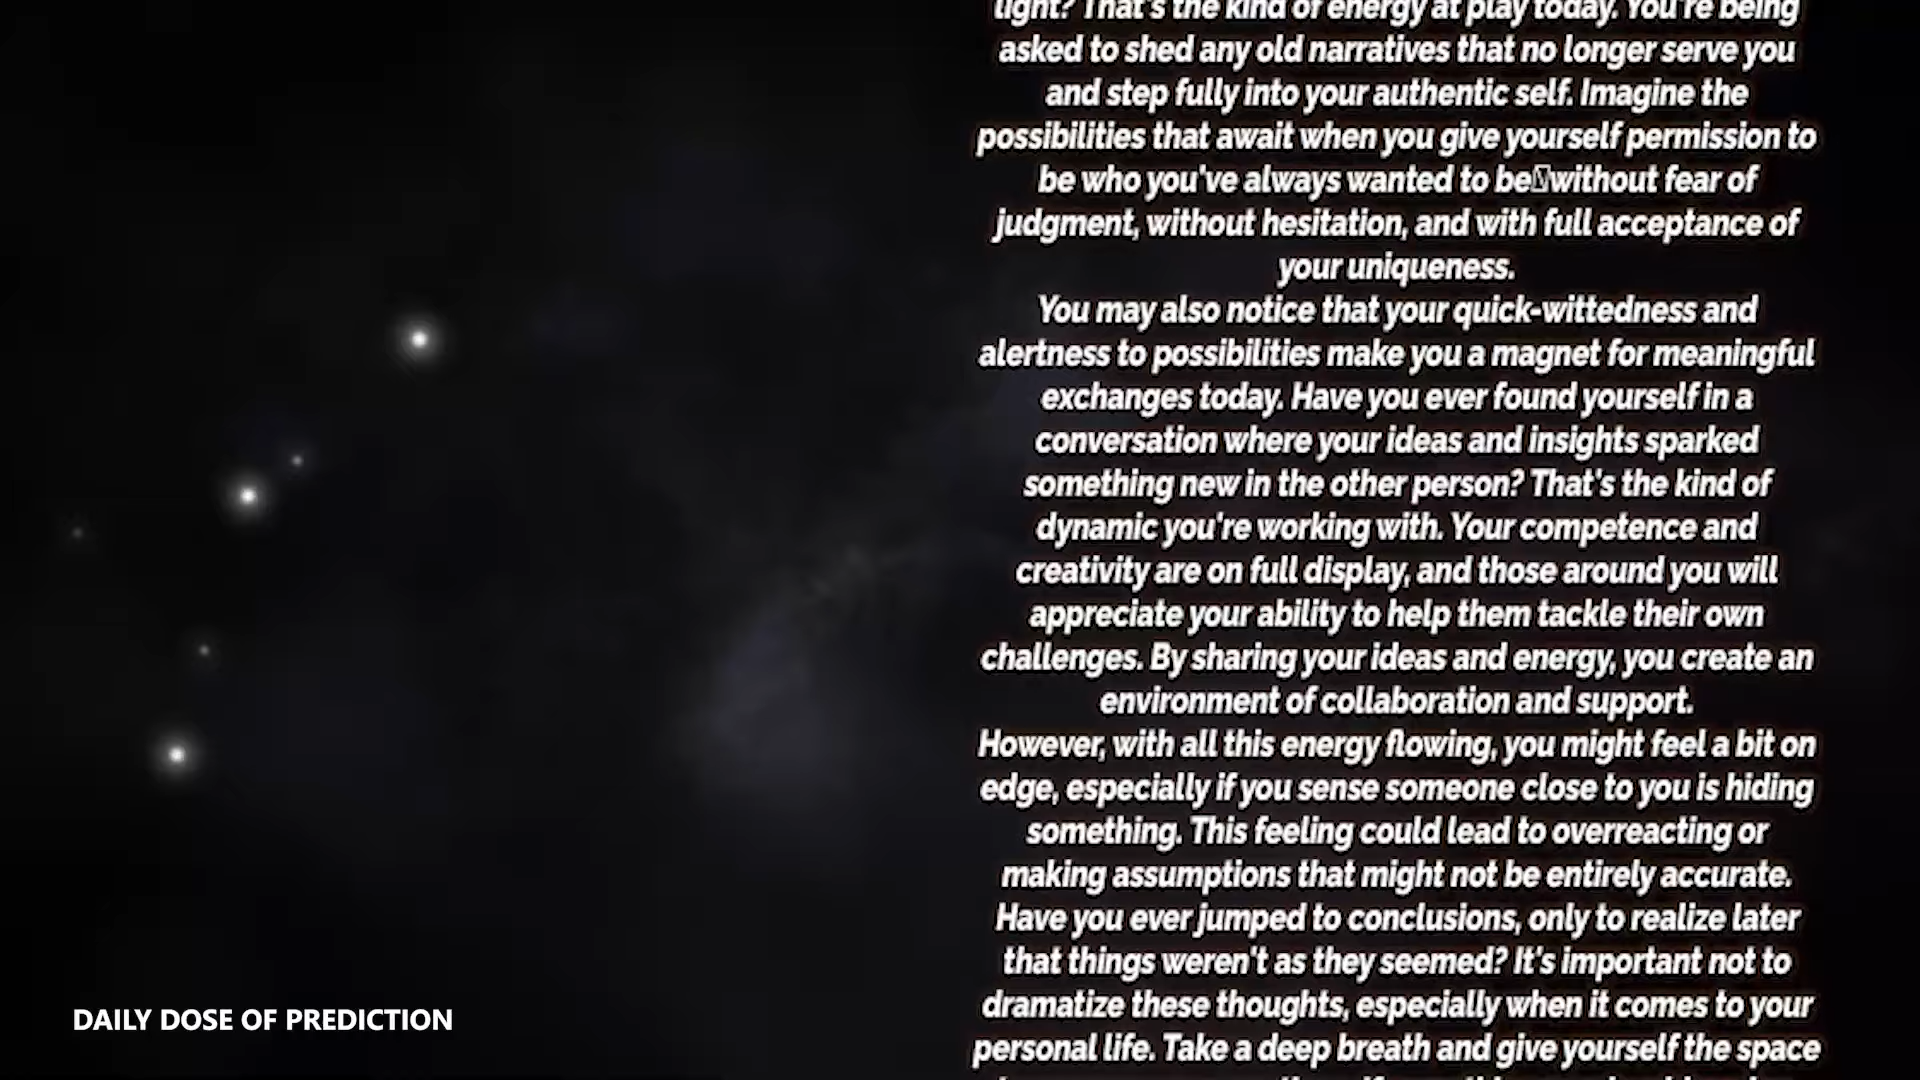 light? That's the kind of energy at play today. You're being
asked to shed any old narratives that no longer serve you
and step fully into your authentic self. Imagine the
possibilities that await when you give yourself permission to
be who you've always wanted to be▯without fear of
judgment, without hesitation, and with full acceptance of
your uniqueness.
You may also notice that your quick-wittedness and
alertness to possibilities make you a magnet for meaningful
exchanges today. Have you ever found yourself in a
conversation where your ideas and insights sparked
something new in the other person? That's the kind of
dynamic you're working with. Your competence and
creativity are on full display, and those around you will
appreciate your ability to help them tackle their own
challenges. By sharing your ideas and energy, you create an
environment of collaboration and support.
However, with all this energy flowing, you might feel a bit on
edge, especially if you sense someone close to you is hiding
something. This feeling could lead to overreacting or
making assumptions that might not be entirely accurate.
Have you ever jumped to conclusions, only to realize later
that things weren't as they seemed? It's important not to
dramatize these thoughts, especially when it comes to your
personal life. Take a deep breath and give yourself the space
DAILY DOSE OF PREDICTION